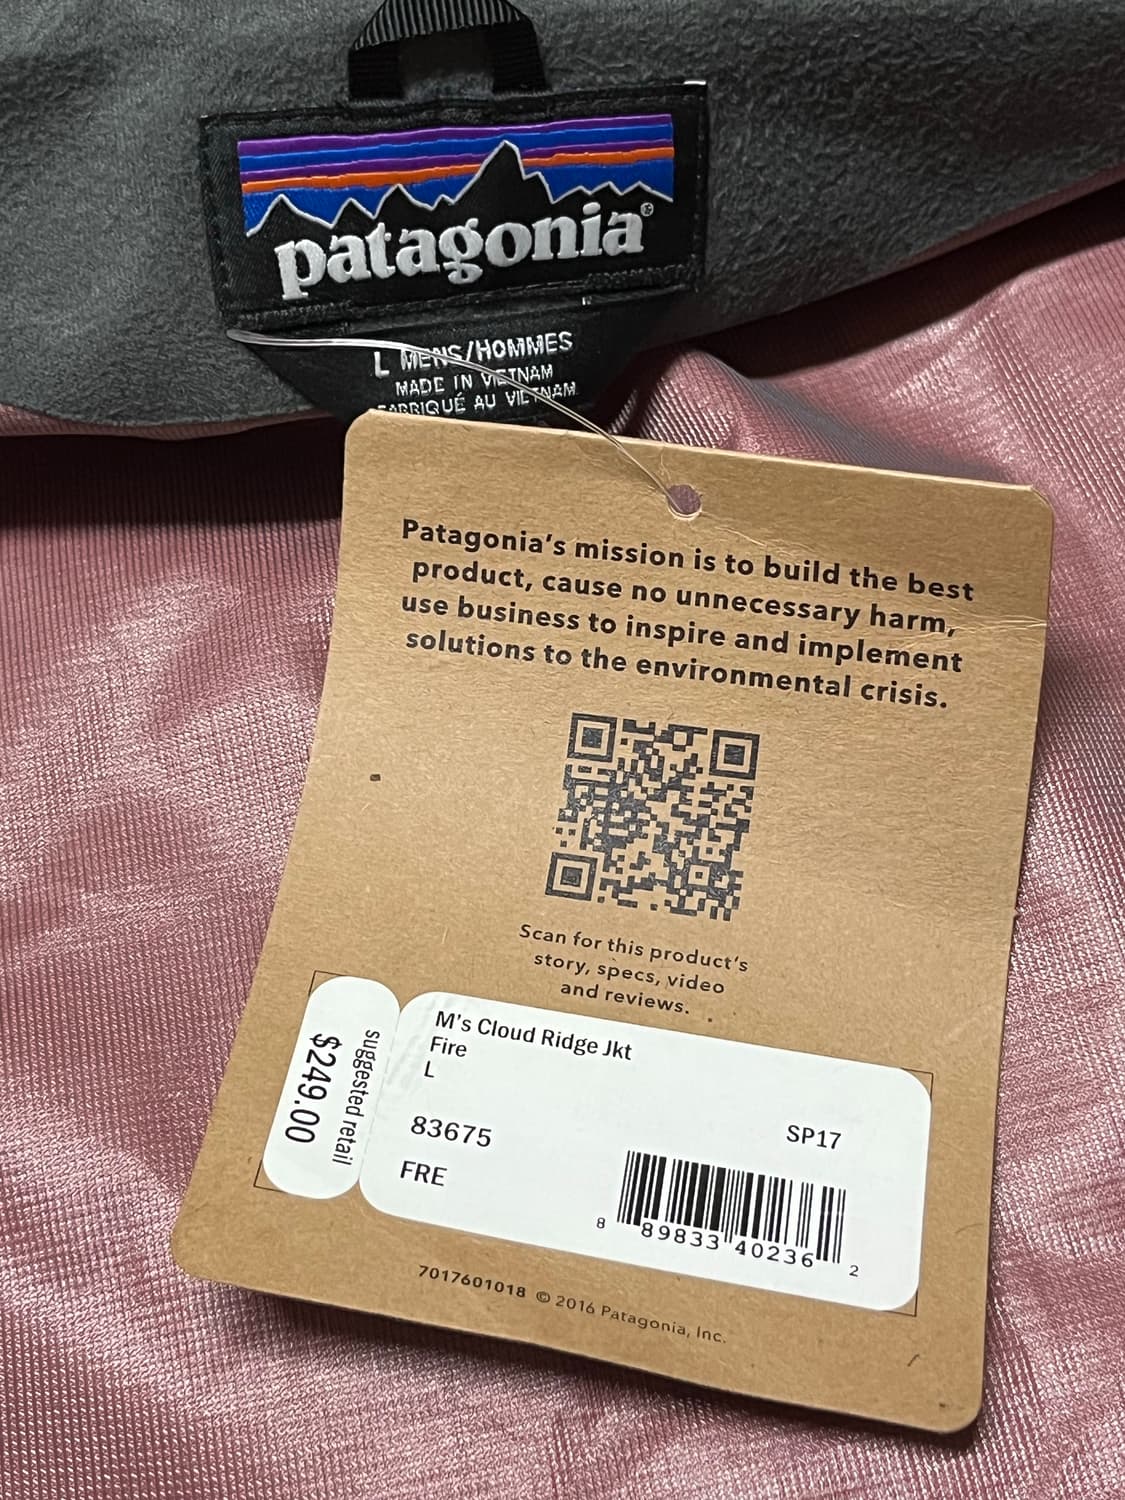 patagonia®
L MENS/HOMMES
MADE IN VIETNAM
FABRIQUÉ AU VIETNAM
Patagonia's mission is to build the best
product, cause no unnecessary harm,
use business to inspire and implement
solutions to the environmental crisis.
Scan for this product's
story, specs, video
and reviews.
suggested retail
$249.00
M's Cloud Ridge Jkt
Fire
L
83675
SP17
FRE
8 89833 40236 2
7017601018 © 2016 Patagonia, Inc.